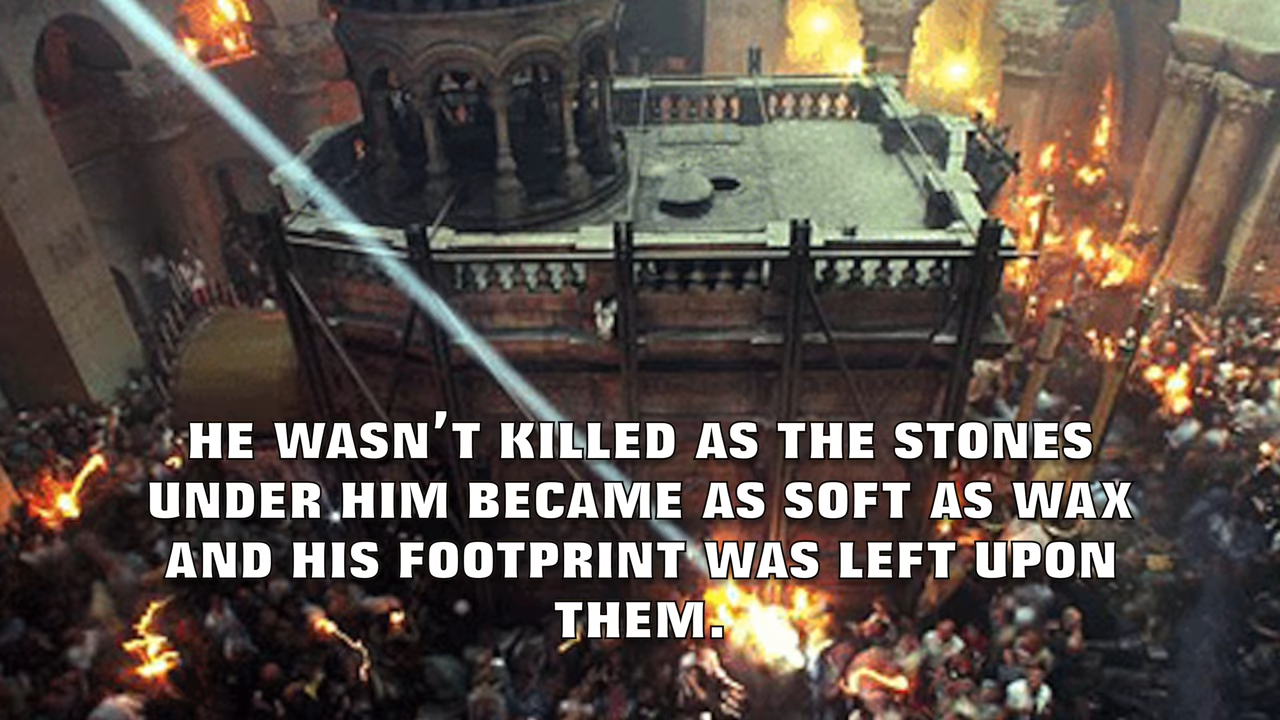 HE WASN'T KILLED AS THE STONES
UNDER HIM BECAME AS SOFT AS WAX
AND HIS FOOTPRINT WAS LEFT UPON
THEM.